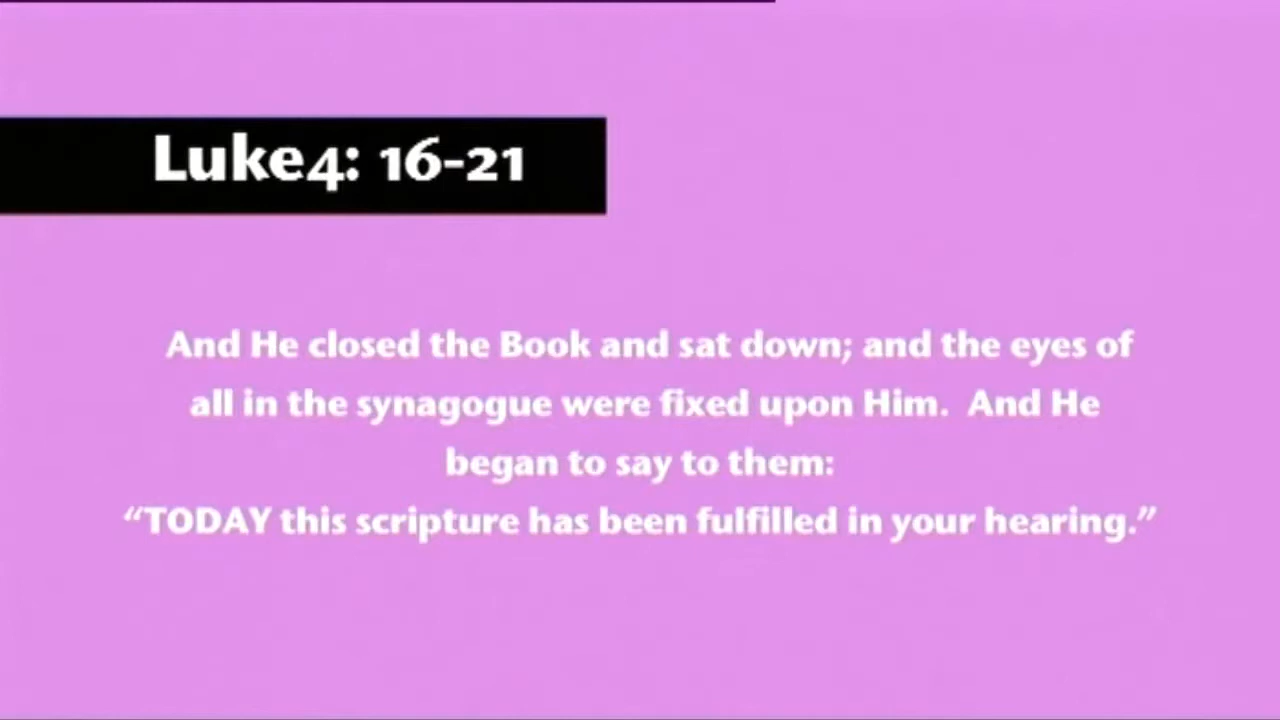 Luke4: 16-21
And He closed the Book and sat down; and the eyes of
all in the synagogue were fixed upon Him.  And He
began to say to them:
“TODAY this scripture has been fulfilled in your hearing.”